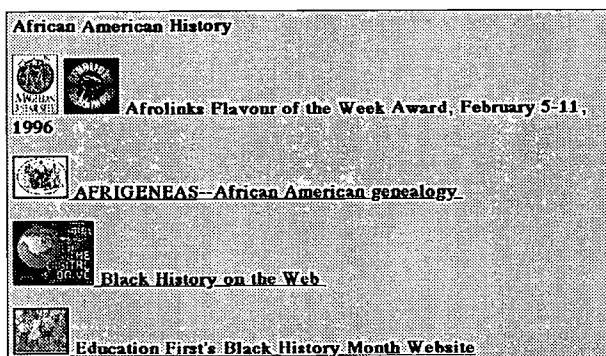 African American History
Afrolinks Flavour of the Week Award, February 5-11,
1996
AFRIGENEAS--African American genealogy
Black History on the Web
Education First's Black History Month Website